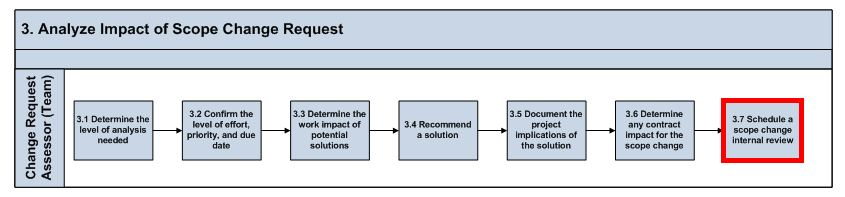 3. Analyze Impact of Scope Change Request
Change Request
Assessor (Team)
3.1 Determine the
level of analysis
needed
3.2 Confirm the
level of effort,
priority, and due
date
3.3 Determine the
work impact of
potential
solutions
3.4 Recommend
a solution
3.5 Document the
project
implications of
the solution
3.6 Determine
any contract
impact for the
scope change
3.7 Schedule a
scope change
internal review